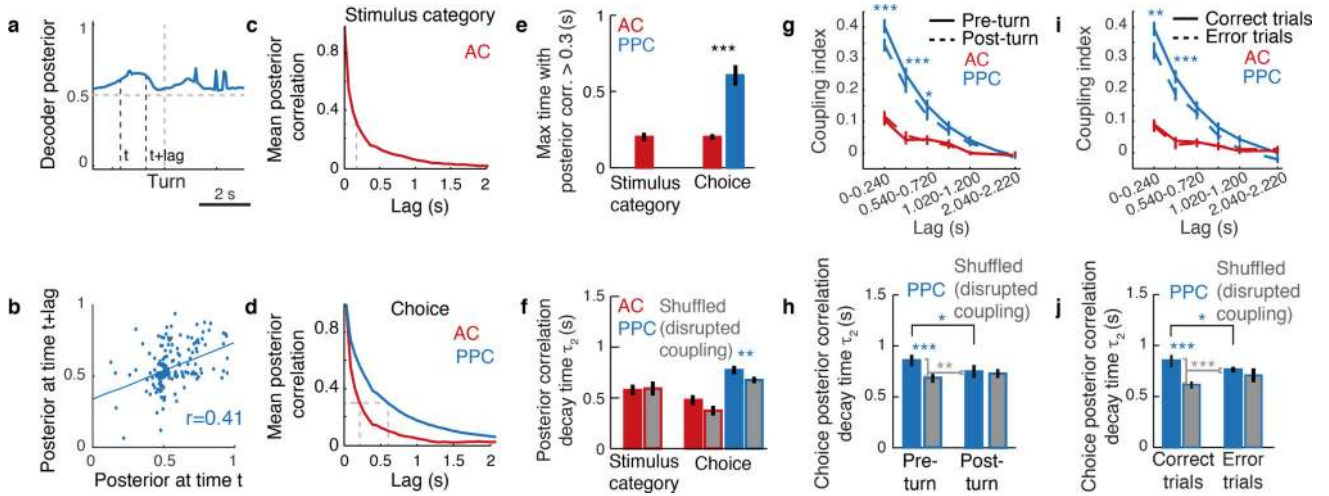 a
Decoder posterior
1
0.5
0
t
t+lag
Turn
2 s
b
Posterior at time t+lag
1
0.5
0
r=0.41
0
0.5
1
Posterior at time t
c
Stimulus category
AC
Mean posterior
correlation
0.8
0.4
0
0.5
1
1.5
2
Lag (s)
d
Choice
AC
PPC
Mean posterior
correlation
0.8
0.4
0
0
0.5
1
1.5
2
Lag (s)
e
Max time with
posterior corr. > 0.3 (s)
AC
PPC
***
1
0.5
0
Stimulus
category
Choice
f
Posterior correlation
decay time τ2 (s)
AC
PPC
Shuffled
(disrupted
coupling)
**
1.5
1
0.5
0
Stimulus
category
Choice
g
Coupling index
Pre-turn
Post-turn
AC
PPC
***
***
*
0.4
0.3
0.2
0.1
0
0-0.240
0.540-0.720
1.020-1.200
2.040-2.220
Lag (s)
h
Choice posterior correlation
decay time τ2 (s)
PPC
Shuffled
(disrupted
coupling)
*
***
**
1.5
1
0.5
0
Pre-
turn
Post-
turn
i
Coupling index
Correct trials
Error trials
AC
PPC
**
***
0.4
0.3
0.2
0.1
0
0-0.240
0.540-0.720
1.020-1.200
2.040-2.220
Lag (s)
j
Choice posterior correlation
decay time τ2 (s)
PPC
Shuffled
(disrupted
coupling)
*
***
***
1.5
1
0.5
0
Correct
trials
Error
trials